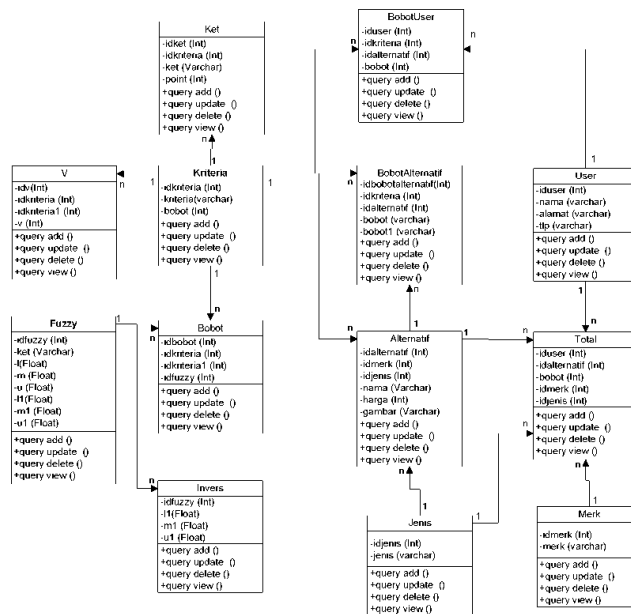 Ket
-idket (Int)
-idkriteria (Int)
-ket (Varchar)
-point (Int)
+query add ()
+query update ()
+query delete ()
+query view ()
BobotUser
-iduser (Int)
-idkriteria (Int)
-idalternatif (Int)
-bobot (Int)
+query add ()
+query update ()
+query delete ()
+query view ()
n
n
n
1
V
-idv(Int)
-idkriteria (Int)
-idkriteria1 (Int)
-v (Int)
+query add ()
+query update ()
+query delete ()
+query view ()
n
1
Kriteria
-idkriteria (Int)
-kriteria(varchar)
-bobot (Int)
+query add ()
+query update ()
+query delete ()
+query view ()
1
1
n
BobotAlternatif
-idbobotalternatif(Int)
-idkriteria (Int)
-idalternatif (Int)
-bobot (varchar)
-bobot1 (varchar)
+query add ()
+query update ()
+query delete ()
+query view ()
n
1
User
-iduser (Int)
-nama (varchar)
-alamat (varchar)
-tlp (varchar)
+query add ()
+query update ()
+query delete ()
+query view ()
1
1
n
Fuzzy
-idfuzzy (Int)
-ket (Varchar)
-l(Float)
-m (Float)
-u (Float)
-l1(Float)
-m1 (Float)
-u1 (Float)
+query add ()
+query update ()
+query delete ()
+query view ()
1
n
Bobot
-idbobot (Int)
-idkriteria (Int)
-idkriteria1 (Int)
-idfuzzy (Int)
+query add ()
+query update ()
+query delete ()
+query view ()
n
1
n
Alternatif
-idalternatif (Int)
-idmerk (Int)
-idjenis (Int)
-nama (Varchar)
-harga (Int)
-gambar (Varchar)
+query add ()
+query update ()
+query delete ()
+query view ()
1
n
n
Total
-iduser (Int)
-idalternatif (Int)
-bobot (Int)
-idmerk (Int)
-idjenis (Int)
+query add ()
+query update ()
+query delete ()
+query view ()
n
n
n
Invers
-idfuzzy (Int)
-l1(Float)
-m1 (Float)
-u1 (Float)
+query add ()
+query update ()
+query delete ()
+query view ()
n
1
Jenis
-idjenis (Int)
-jenis (varchar)
+query add ()
+query update ()
+query delete ()
+query view ()
1
1
Merk
-idmerk (Int)
-merk (varchar)
+query add ()
+query update ()
+query delete ()
+query view ()